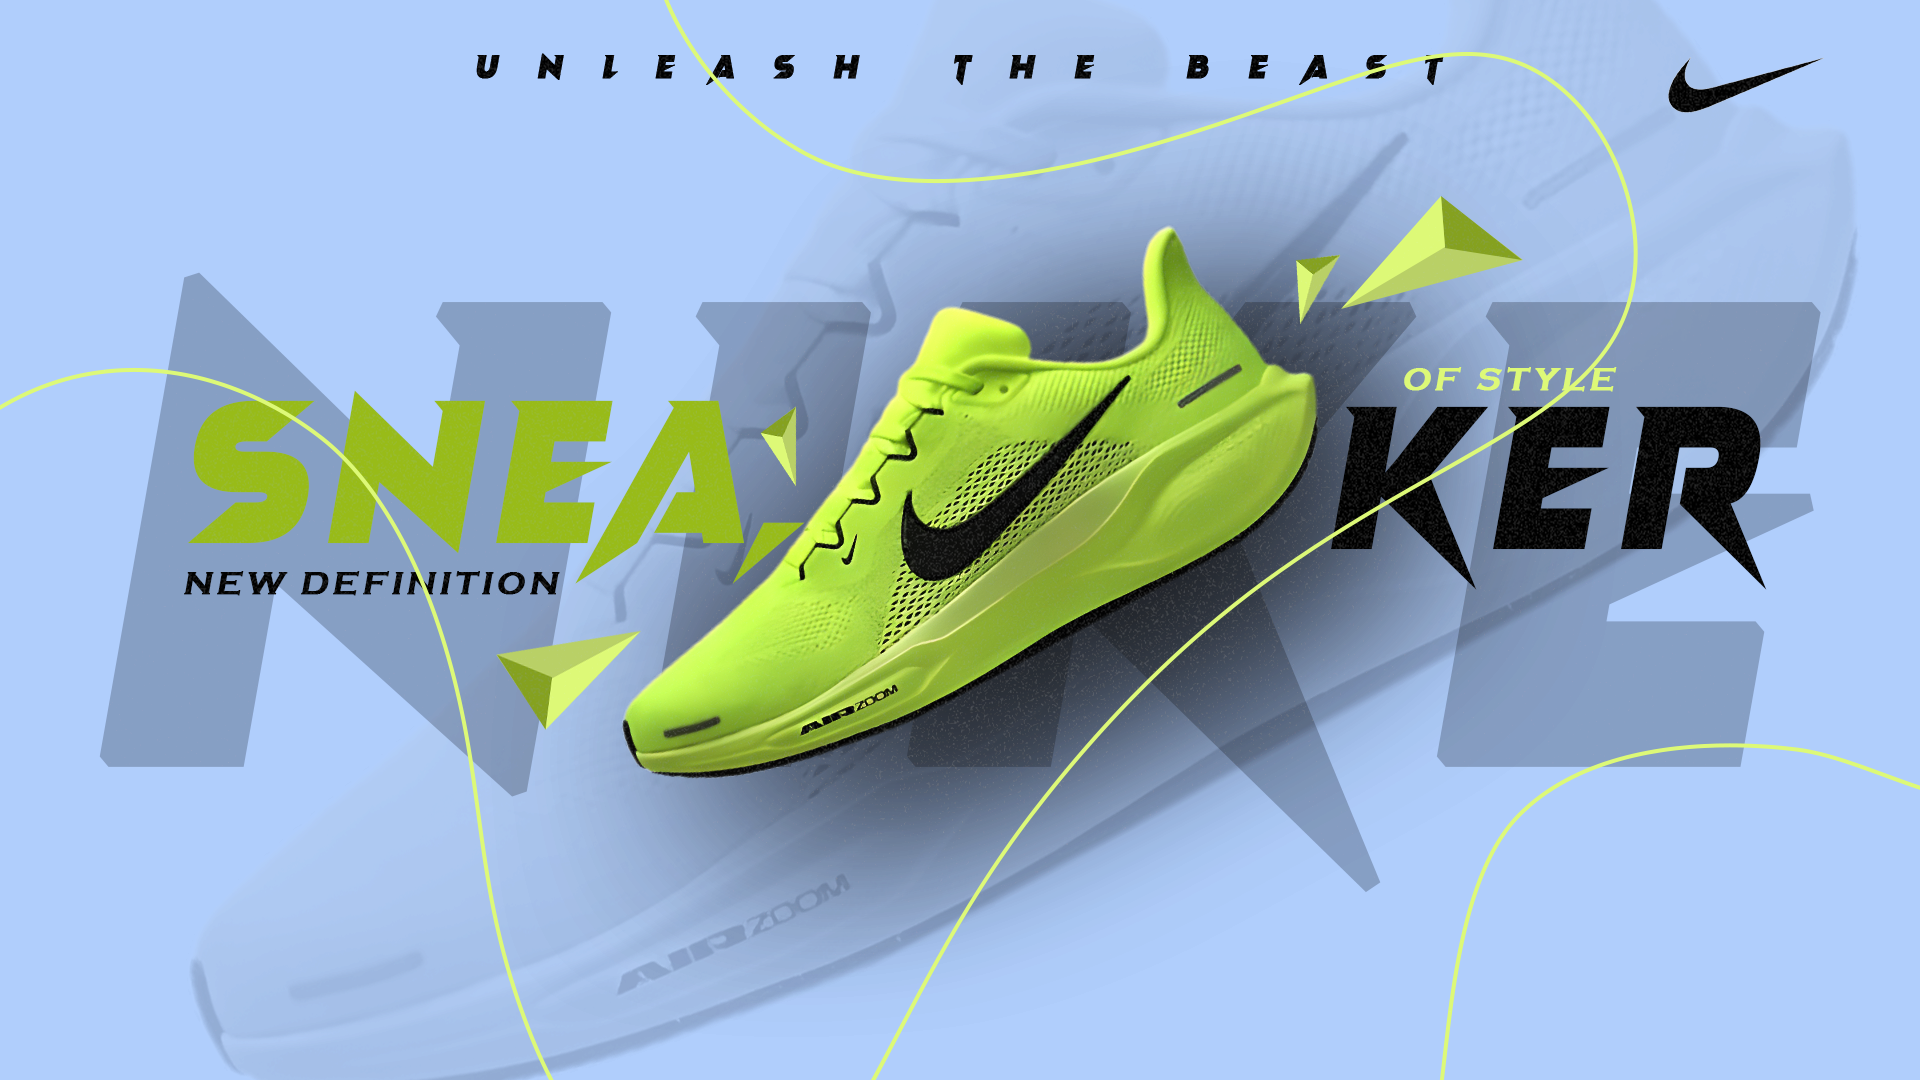 UNLEASH THE BEAST
NIKE
OF STYLE
SNEA KER
NEW DEFINITION
AIR ZOOM
AIR ZOOM